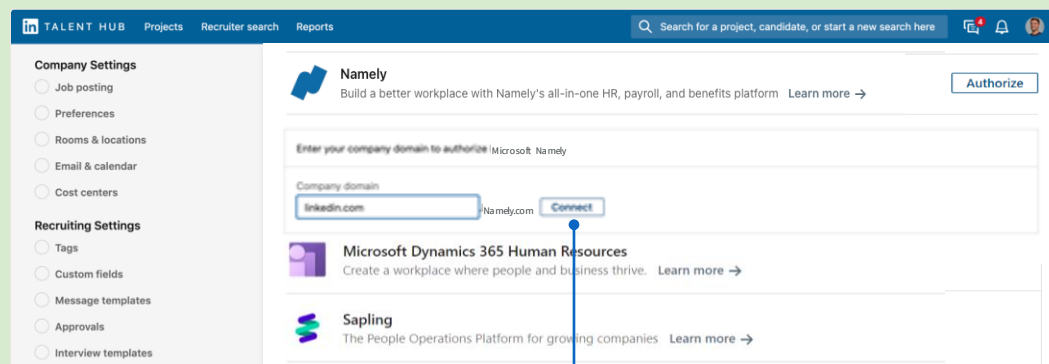 in TALENT HUB Projects Recruiter search Reports Search for a project, candidate, or start a new search here 4
Company Settings
Job posting
Preferences
Rooms & locations
Email & calendar
Cost centers
Recruiting Settings
Tags
Custom fields
Message templates
Approvals
Interview templates
Namely
Build a better workplace with Namely's all-in-one HR, payroll, and benefits platform Learn more →
Authorize
Enter your company domain to authorize Microsoft Namely
Company domain
linkedin.com .Namely.com Connect
Microsoft Dynamics 365 Human Resources
Create a workplace where people and business thrive. Learn more →
Sapling
The People Operations Platform for growing companies Learn more →